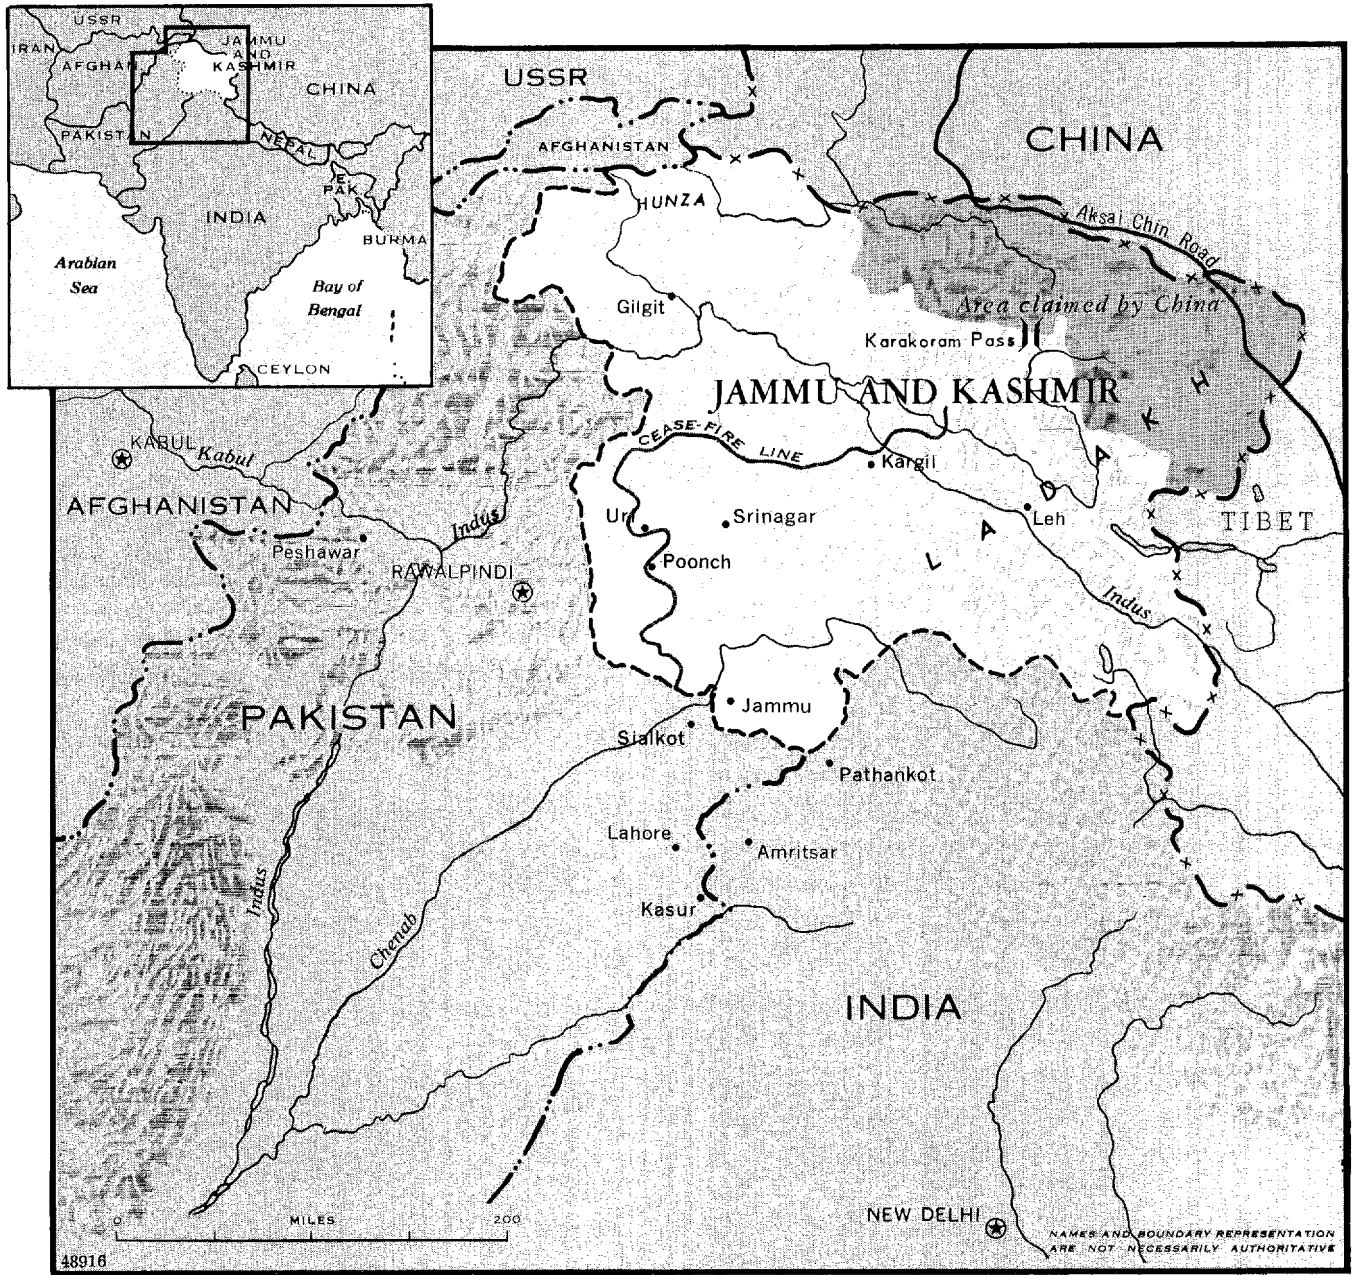 USSR
IRAN
JAMMU
AND
KASHMIR
AFGHAN
CHINA
PAKISTAN
NEPAL
E.
PAK.
INDIA
BURMA
Arabian
Sea
Bay of
Bengal
CEYLON
USSR
CHINA
AFGHANISTAN
HUNZA
Aksai Chin Road
Gilgit
Area claimed by China
Karakoram Pass
JAMMU AND KASHMIR
CEASE-FIRE LINE
KABUL
Kabul
Kargil
LADAKH
AFGHANISTAN
Indus
Uri
Srinagar
Leh
TIBET
Peshawar
Poonch
RAWALPINDI
Indus
PAKISTAN
Jammu
Sialkot
Pathankot
Lahore
Amritsar
Indus
Kasur
Chenab
INDIA
NEW DELHI
0 MILES 200
NAMES AND BOUNDARY REPRESENTATION
ARE NOT NECESSARILY AUTHORITATIVE
48916